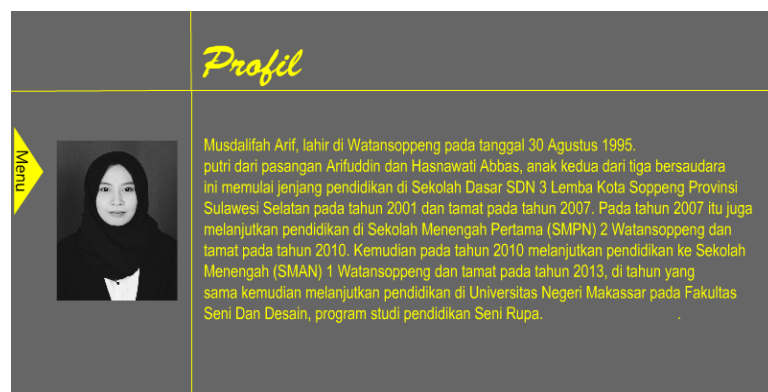 Profil
Menu
Musdalifah Arif, lahir di Watansoppeng pada tanggal 30 Agustus 1995.
putri dari pasangan Arifuddin dan Hasnawati Abbas, anak kedua dari tiga bersaudara
ini memulai jenjang pendidikan di Sekolah Dasar SDN 3 Lemba Kota Soppeng Provinsi
Sulawesi Selatan pada tahun 2001 dan tamat pada tahun 2007. Pada tahun 2007 itu juga
melanjutkan pendidikan di Sekolah Menengah Pertama (SMPN) 2 Watansoppeng dan
tamat pada tahun 2010. Kemudian pada tahun 2010 melanjutkan pendidikan ke Sekolah
Menengah (SMAN) 1 Watansoppeng dan tamat pada tahun 2013, di tahun yang
sama kemudian melanjutkan pendidikan di Universitas Negeri Makassar pada Fakultas
Seni Dan Desain, program studi pendidikan Seni Rupa. .